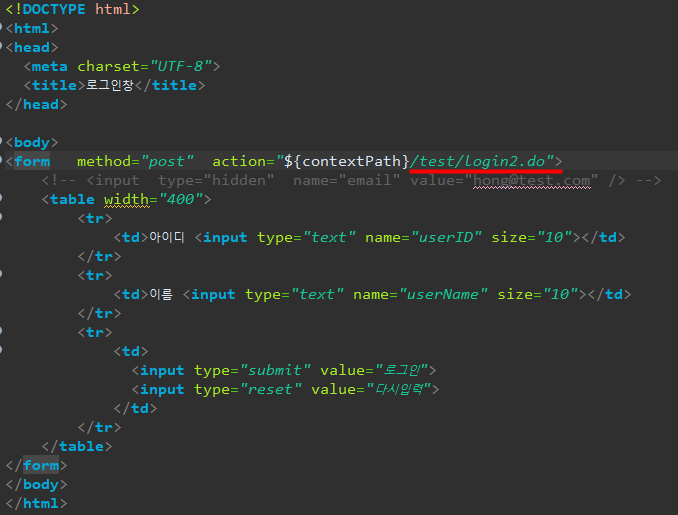 <!DOCTYPE html>
<html>
<head>
<meta charset="UTF-8">
<title>로그인창</title>
</head>
<body>
<form method="post" action="${contextPath}/test/login2.do">
<!-- <input type="hidden" name="email" value="hong@test.com" /> -->
<table width="400">
<tr>
<td>아이디 <input type="text" name="userID" size="10"></td>
</tr>
<tr>
<td>이름 <input type="text" name="userName" size="10"></td>
</tr>
<tr>
<td>
<input type="submit" value="로그인">
<input type="reset" value="다시입력">
</td>
</tr>
</table>
</form>
</body>
</html>